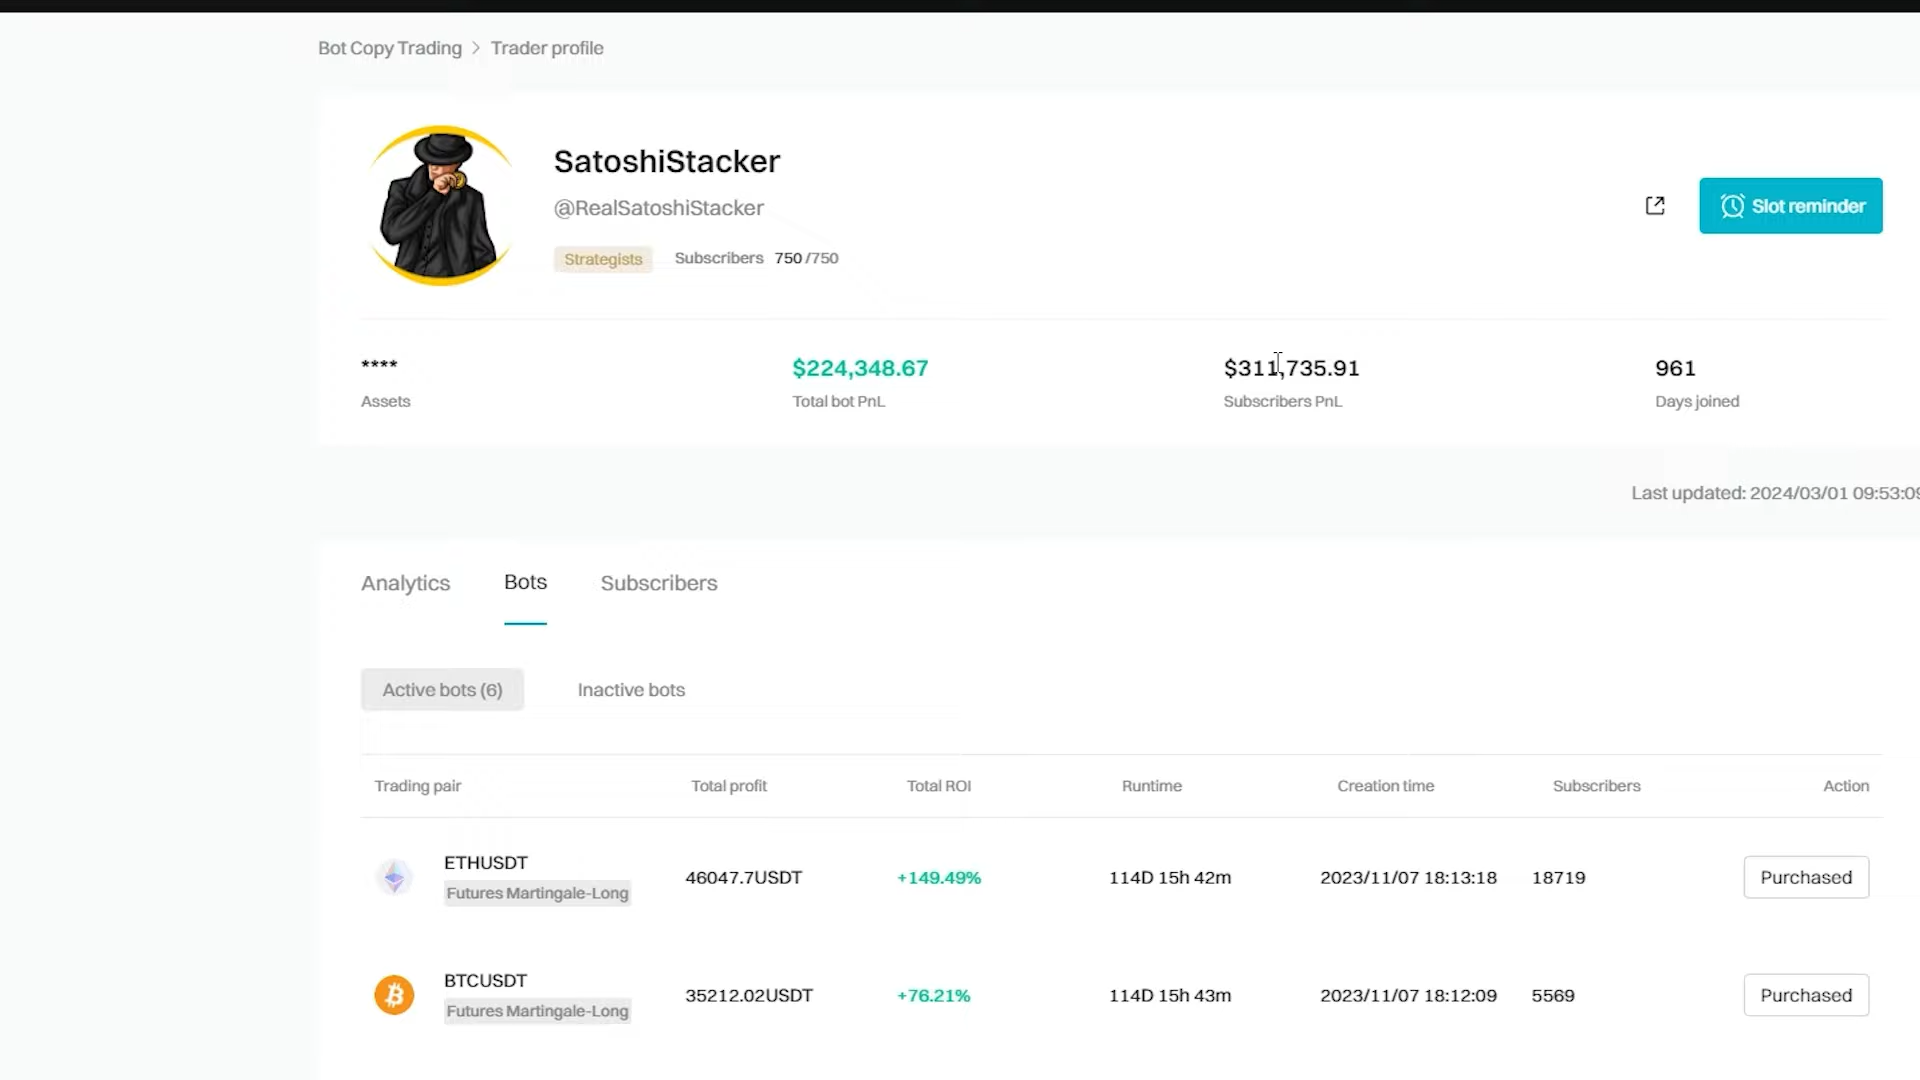 Bot Copy Trading > Trader profile
SatoshiStacker
@RealSatoshiStacker
Slot reminder
Strategists Subscribers 750/750
**** $224,348.67 $311,735.91 961
Assets Total bot PnL Subscribers PnL Days joined
Last updated: 2024/03/01 09:53:09
Analytics Bots Subscribers
Active bots (6) Inactive bots
Trading pair Total profit Total ROI Runtime Creation time Subscribers Action
ETHUSDT
46047.7USDT +149.49% 114D 15h 42m 2023/11/07 18:13:18 18719 Purchased
Futures Martingale-Long
BTCUSDT
35212.02USDT +76.21% 114D 15h 43m 2023/11/07 18:12:09 5569 Purchased
Futures Martingale-Long